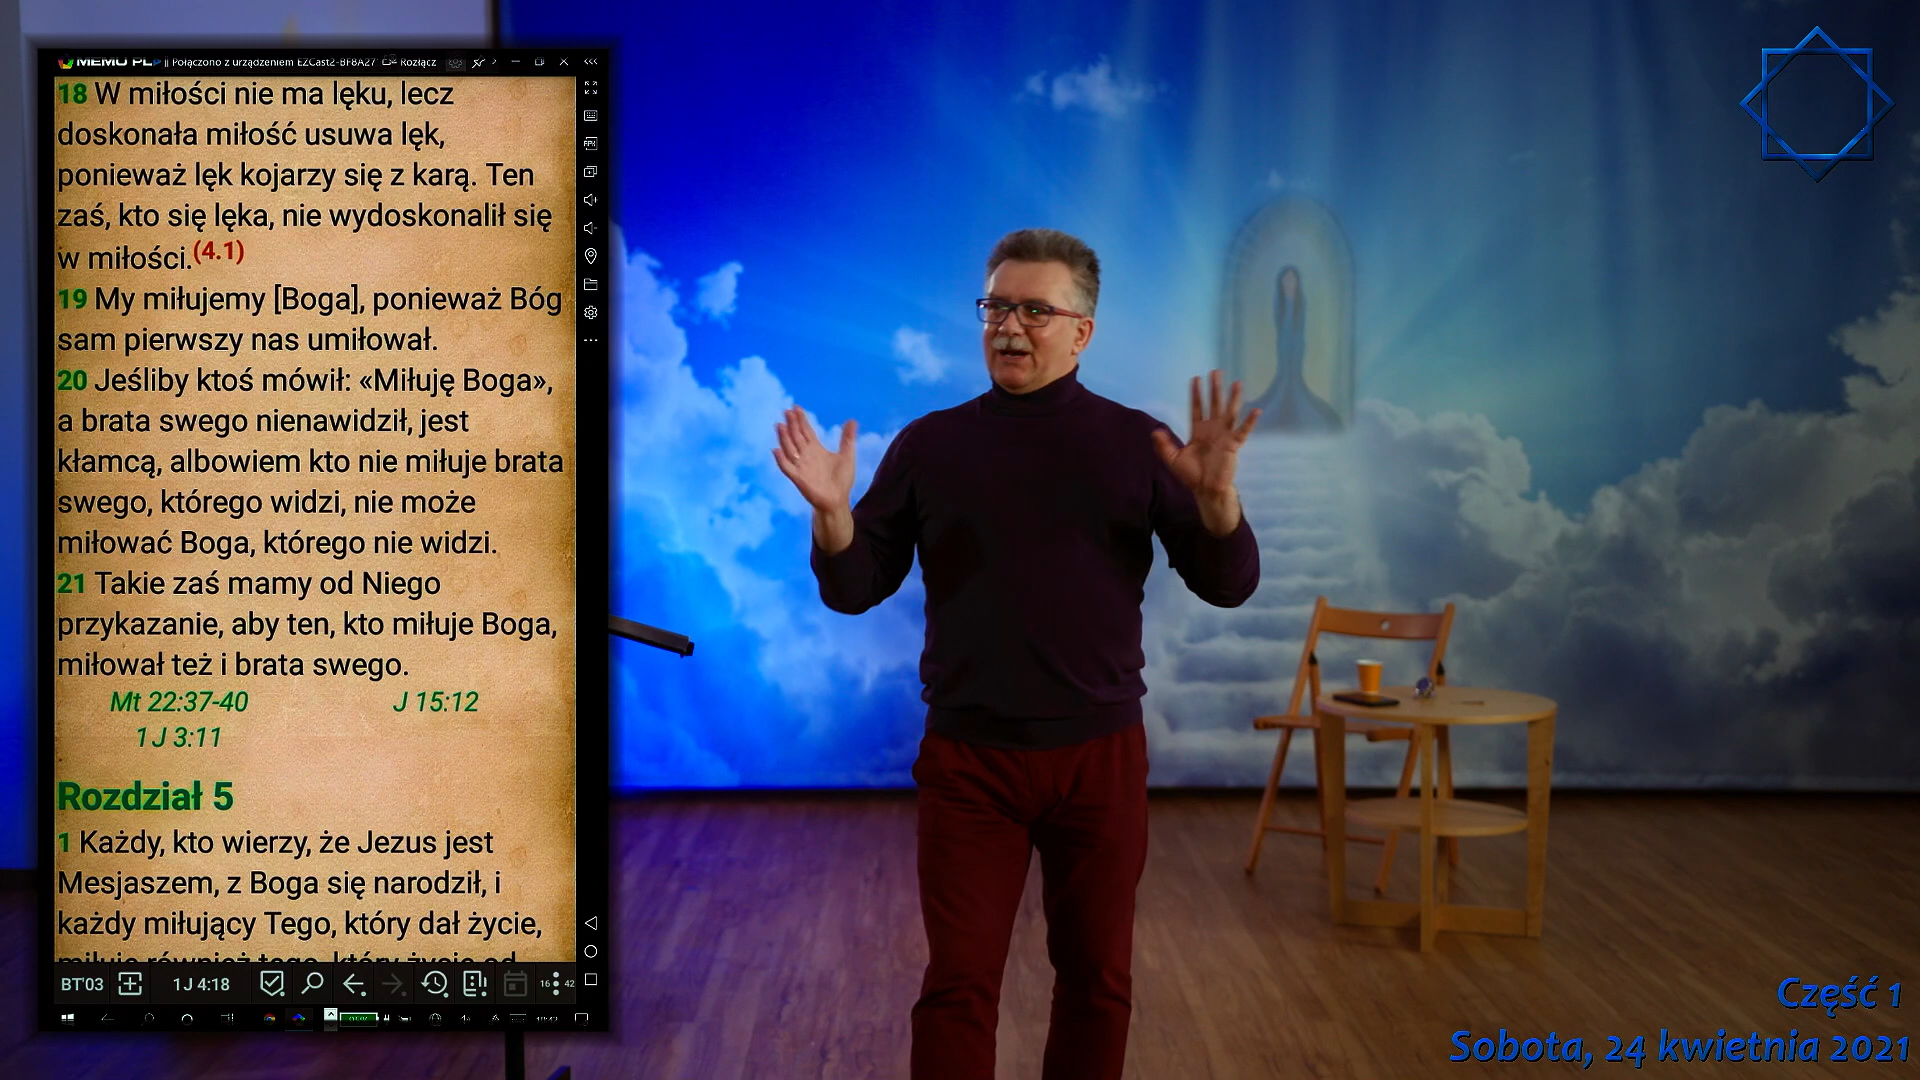 MEMU PL
Połączono z urządzeniem EZCast2-BF8A27
Rozłącz
18 W miłości nie ma lęku, lecz
doskonała miłość usuwa lęk,
ponieważ lęk kojarzy się z karą. Ten
zaś, kto się lęka, nie wydoskonalił się
w miłości.(4.1)
19 My miłujemy [Boga], ponieważ Bóg
sam pierwszy nas umiłował.
20 Jeśliby ktoś mówił: «Miłuję Boga»,
a brata swego nienawidził, jest
kłamcą, albowiem kto nie miłuje brata
swego, którego widzi, nie może
miłować Boga, którego nie widzi.
21 Takie zaś mamy od Niego
przykazanie, aby ten, kto miłuje Boga,
miłował też i brata swego.
Mt 22:37-40 J 15:12
1 J 3:11
Rozdział 5
1 Każdy, kto wierzy, że Jezus jest
Mesjaszem, z Boga się narodził, i
każdy miłujący Tego, który dał życie,
BT'03 1 J 4:18 16 42
Część 1
Sobota, 24 kwietnia 2021